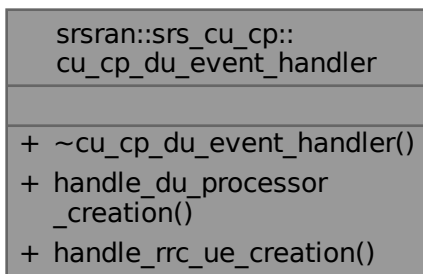 srsran::srs_cu_cp::
cu_cp_du_event_handler
+ ~cu_cp_du_event_handler()
+ handle_du_processor
_creation()
+ handle_rrc_ue_creation()